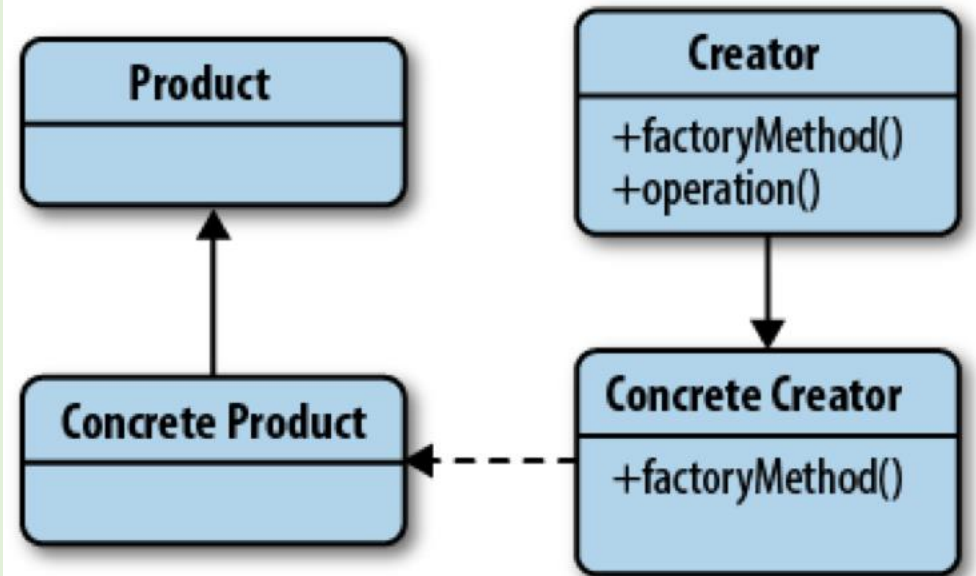 Product
Creator
+factoryMethod()
+operation()
Concrete Product
Concrete Creator
+factoryMethod()